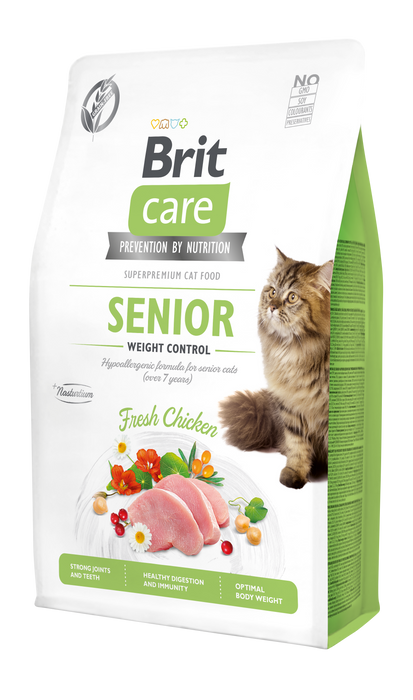 NO
GMO
SOY
COLOURANTS
PRESERVATIVES
Brit
care
PREVENTION BY NUTRITION
SUPERPREMIUM CAT FOOD
SENIOR
WEIGHT CONTROL
Hypoallergenic formula for senior cats
(over 7 years)
+Nasturtium
Fresh Chicken
STRONG JOINTS
AND TEETH
HEALTHY DIGESTION
AND IMMUNITY
OPTIMAL
BODY WEIGHT